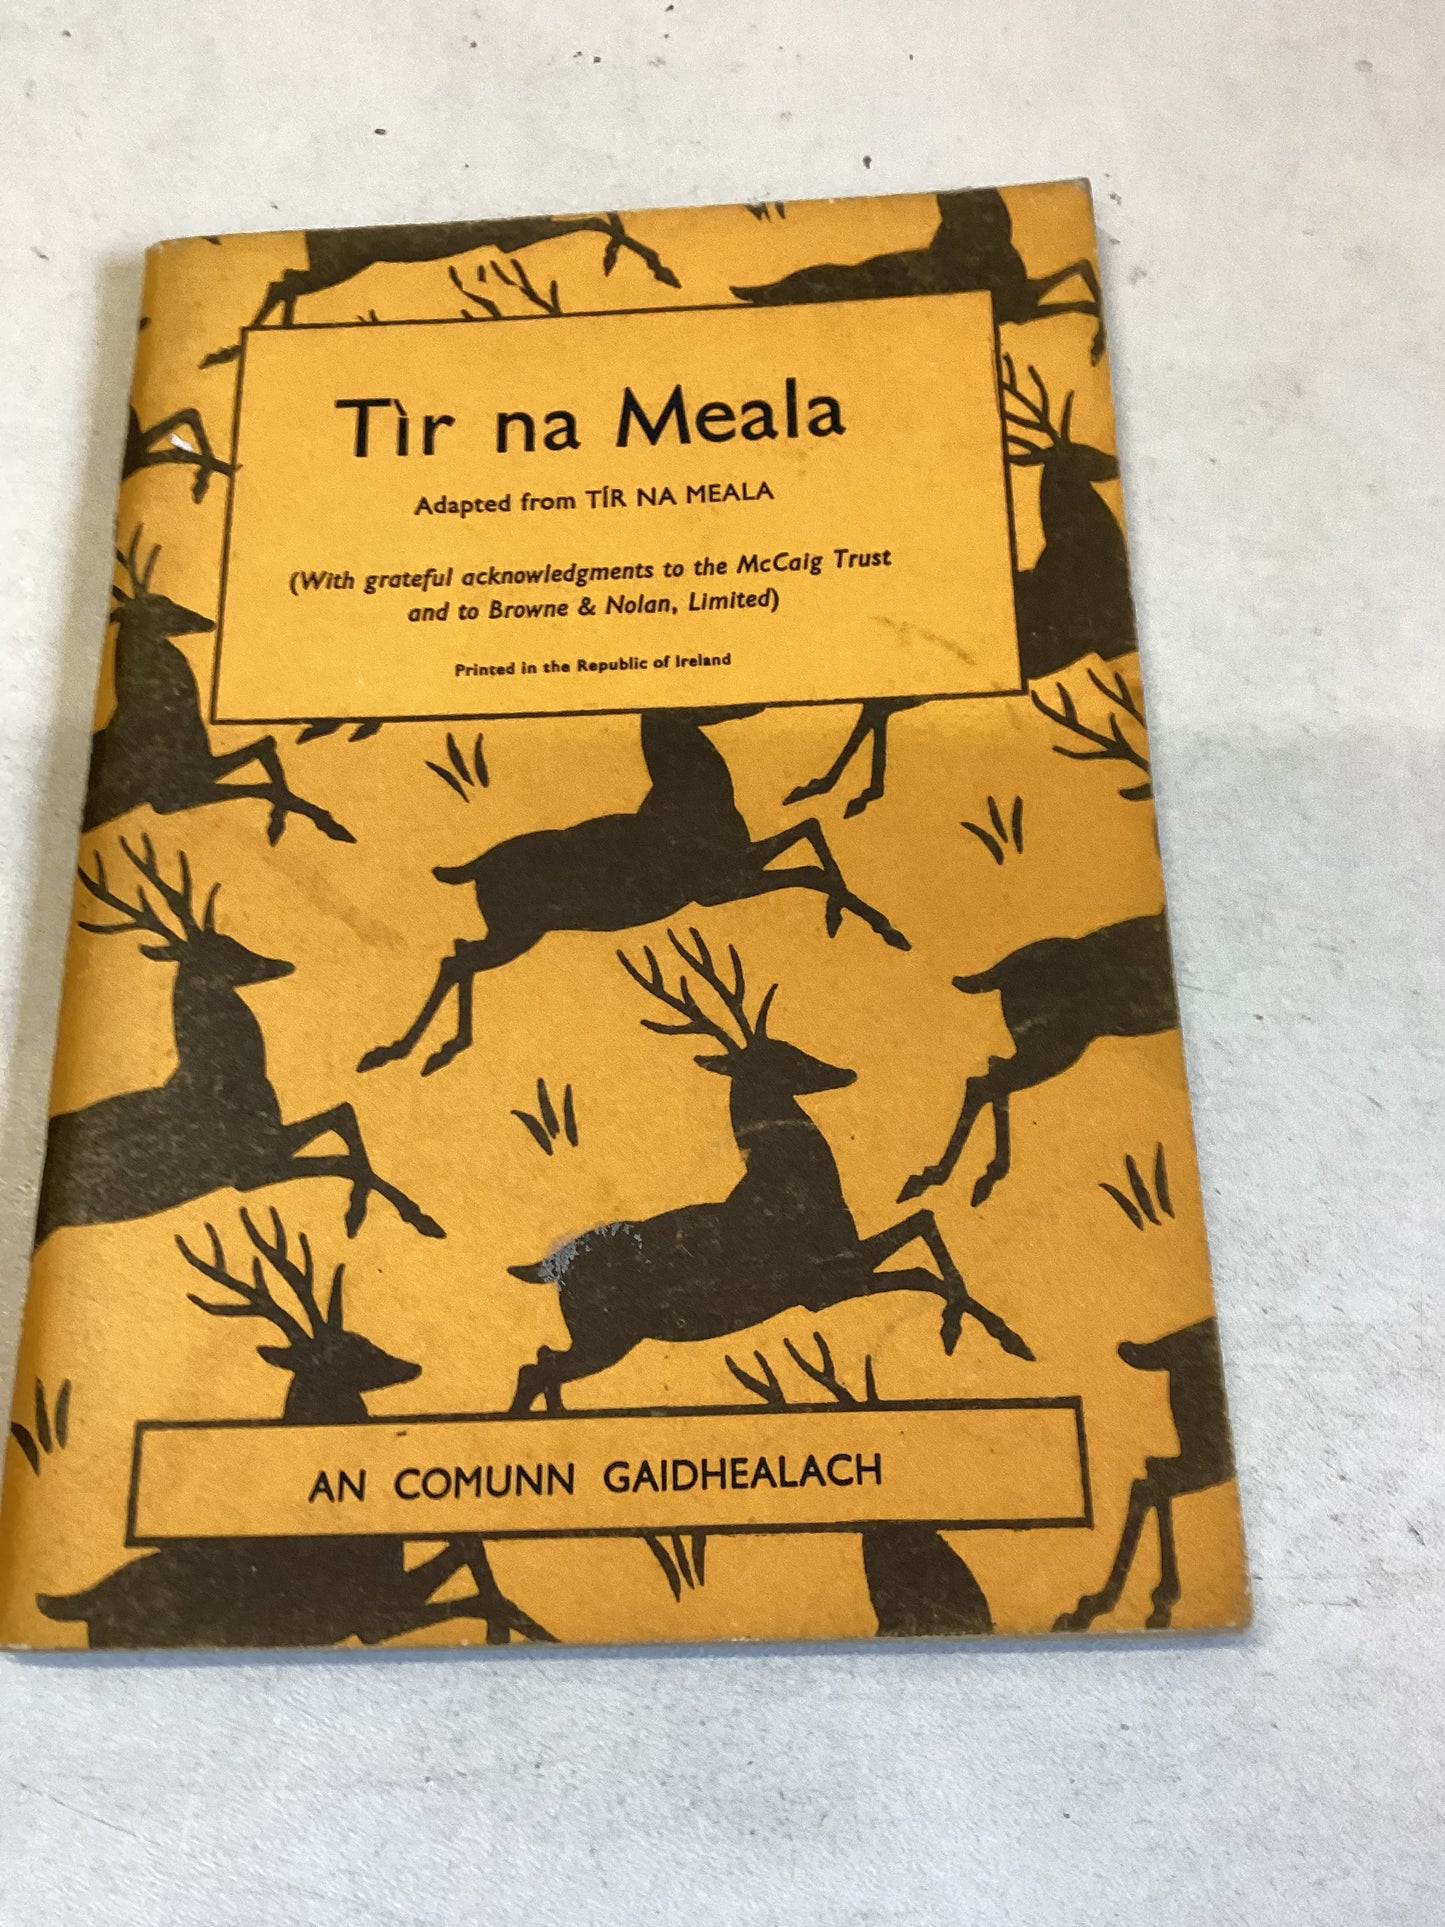 Tìr na Meala
Adapted from TÍR NA MEALA
(With grateful acknowledgments to the McCaig Trust
and to Browne & Nolan, Limited)
Printed in the Republic of Ireland
AN COMUNN GAIDHEALACH